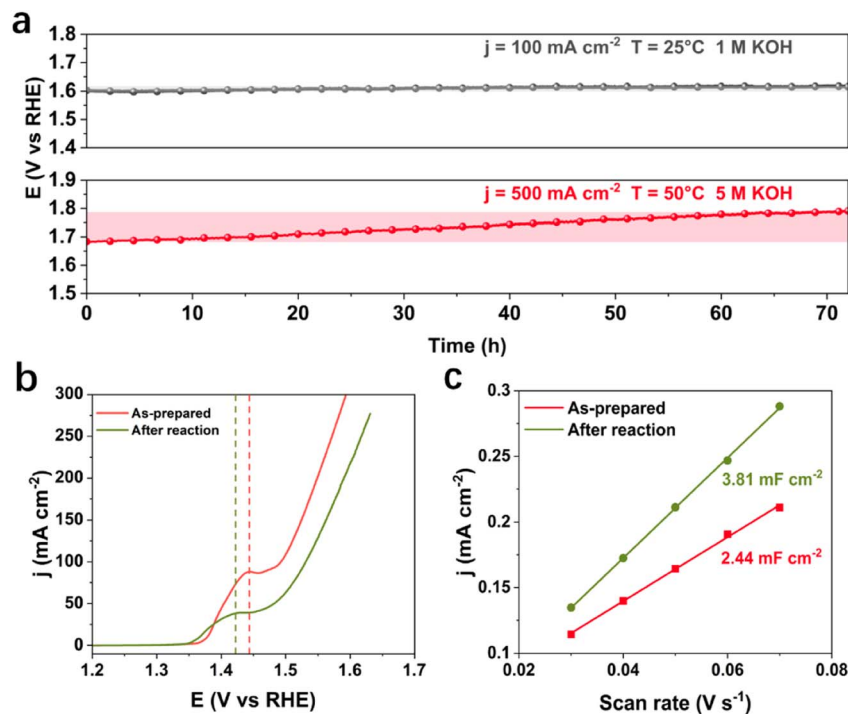 a
j = 100 mA cm⁻² T = 25°C 1 M KOH
1.8
1.7
1.6
1.5
1.4
E (V vs RHE)
j = 500 mA cm⁻² T = 50°C 5 M KOH
1.9
1.8
1.7
1.6
1.5
0 10 20 30 40 50 60 70
Time (h)
b
As-prepared
After reaction
300
250
200
150
100
50
0
j (mA cm⁻²)
1.2 1.3 1.4 1.5 1.6 1.7
E (V vs RHE)
c
As-prepared
After reaction
0.3
0.25
0.2
0.15
0.1
j (mA cm⁻²)
3.81 mF cm⁻²
2.44 mF cm⁻²
0.02 0.04 0.06 0.08
Scan rate (V s⁻¹)